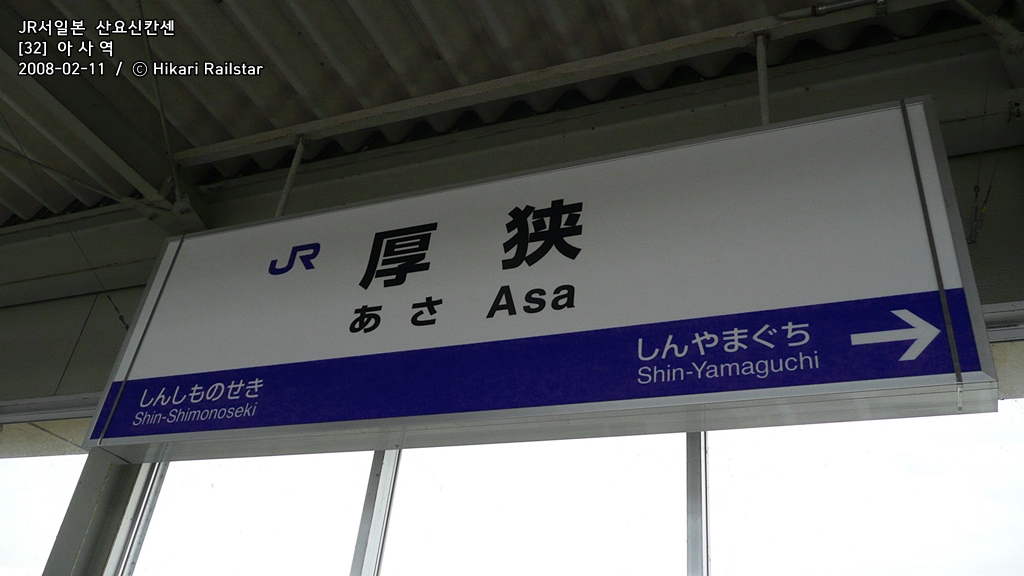 JR서일본 산요신칸센
[32] 아사역
2008-02-11 / © Hikari Railstar
JR 厚狭
あさ Asa
しんしものせき
Shin-Shimonoseki
しんやまぐち
Shin-Yamaguchi